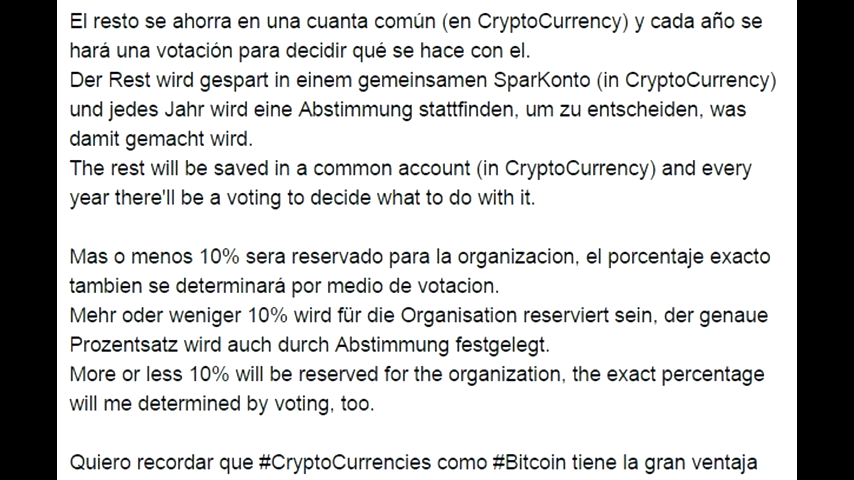 El resto se ahorra en una cuanta común (en CryptoCurrency) y cada año se
hará una votación para decidir qué se hace con el.
Der Rest wird gespart in einem gemeinsamen SparKonto (in CryptoCurrency)
und jedes Jahr wird eine Abstimmung stattfinden, um zu entscheiden, was
damit gemacht wird.
The rest will be saved in a common account (in CryptoCurrency) and every
year there'll be a voting to decide what to do with it.
Mas o menos 10% sera reservado para la organizacion, el porcentaje exacto
tambien se determinará por medio de votacion.
Mehr oder weniger 10% wird für die Organisation reserviert sein, der genaue
Prozentsatz wird auch durch Abstimmung festgelegt.
More or less 10% will be reserved for the organization, the exact percentage
will me determined by voting, too.
Quiero recordar que #CryptoCurrencies como #Bitcoin tiene la gran ventaja